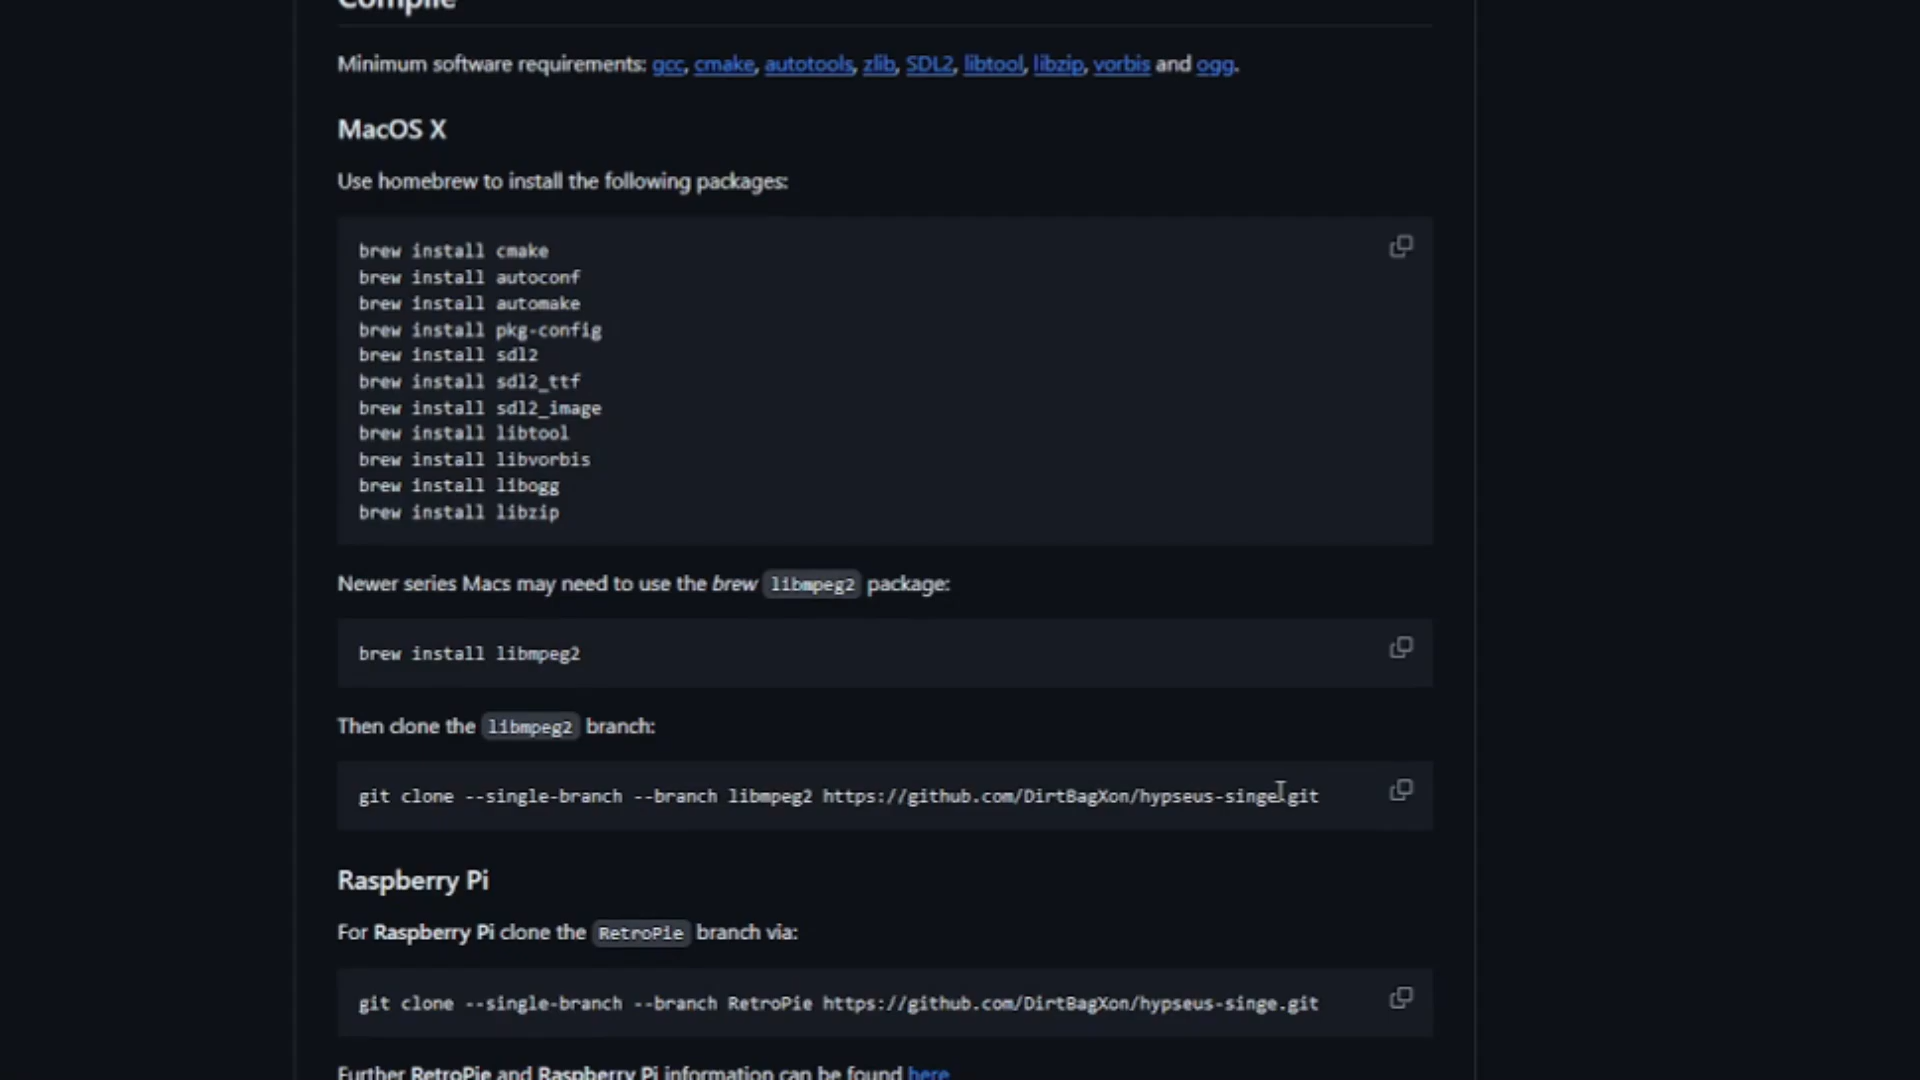 Compile
Minimum software requirements: gcc, cmake, autotools, zlib, SDL2, libtool, libzip, vorbis and ogg.
MacOS X
Use homebrew to install the following packages:
brew install cmake
brew install autoconf
brew install automake
brew install pkg-config
brew install sdl2
brew install sdl2_ttf
brew install sdl2_image
brew install libtool
brew install libvorbis
brew install libogg
brew install libzip
Newer series Macs may need to use the brew libmpeg2 package:
brew install libmpeg2
Then clone the libmpeg2 branch:
git clone --single-branch --branch libmpeg2 https://github.com/DirtBagXon/hypseus-singe.git
Raspberry Pi
For Raspberry Pi clone the RetroPie branch via:
git clone --single-branch --branch RetroPie https://github.com/DirtBagXon/hypseus-singe.git
Further RetroPie and Raspberry Pi information can be found here